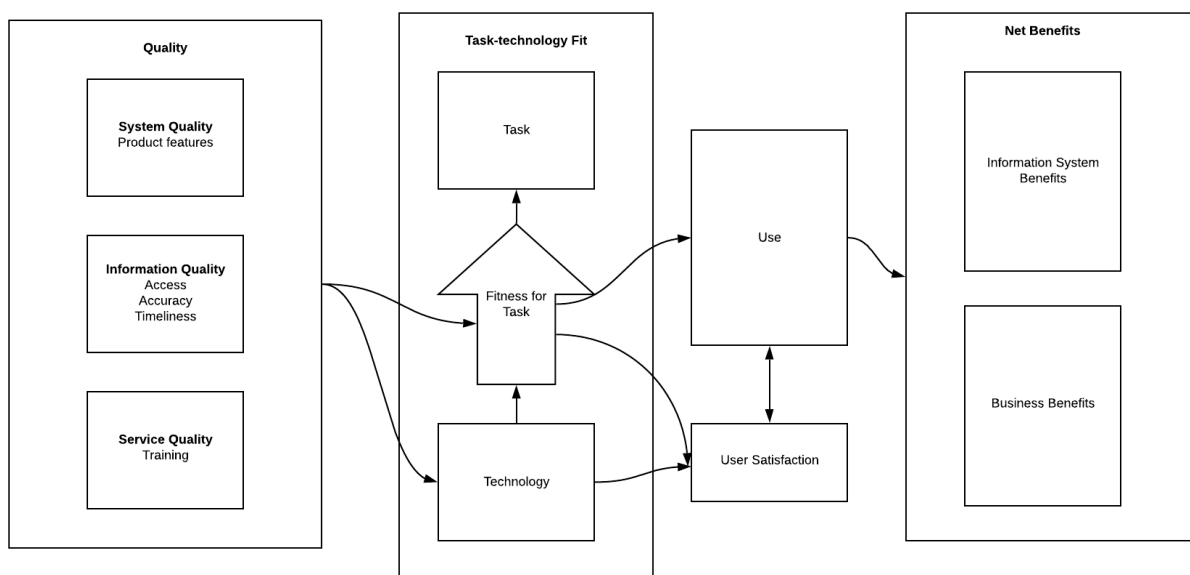 Quality
System Quality
Product features
Information Quality
Access
Accuracy
Timeliness
Service Quality
Training
Task-technology Fit
Task
Fitness for
Task
Technology
Use
User Satisfaction
Net Benefits
Information System
Benefits
Business Benefits